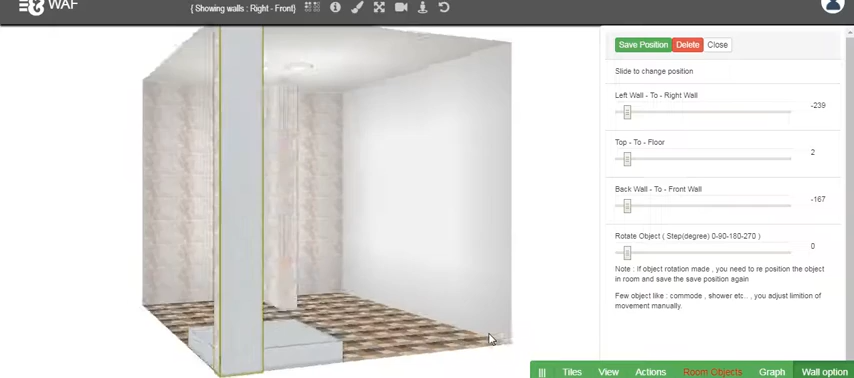 WAF
{ Showing walls : Right - Front}
Save Position Delete Close
Slide to change position
Left Wall - To - Right Wall
-239
Top - To - Floor
2
Back Wall - To - Front Wall
-167
Rotate Object ( Step(degree) 0-90-180-270 )
0
Note : If object rotation made , you need to re position the object
in room and save the save position again
Few object like : commode , shower etc.. , you adjust limition of
movement manually.
||| Tiles View Actions Room Objects Graph Wall option